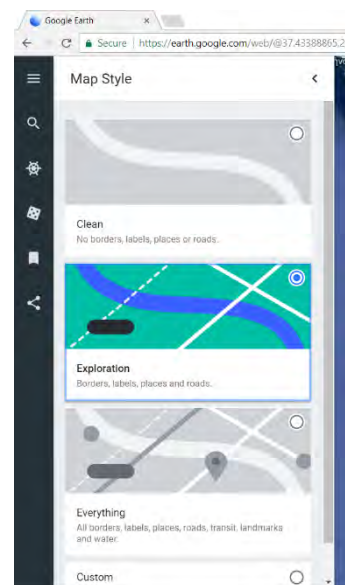 Google Earth
Secure | https://earth.google.com/web/@37.43388865,2
Map Style
Clean
No borders, labels, places or roads.
Exploration
Borders, labels, places and roads.
Everything
All borders, labels, places, roads, transit, landmarks
and water.
Custom